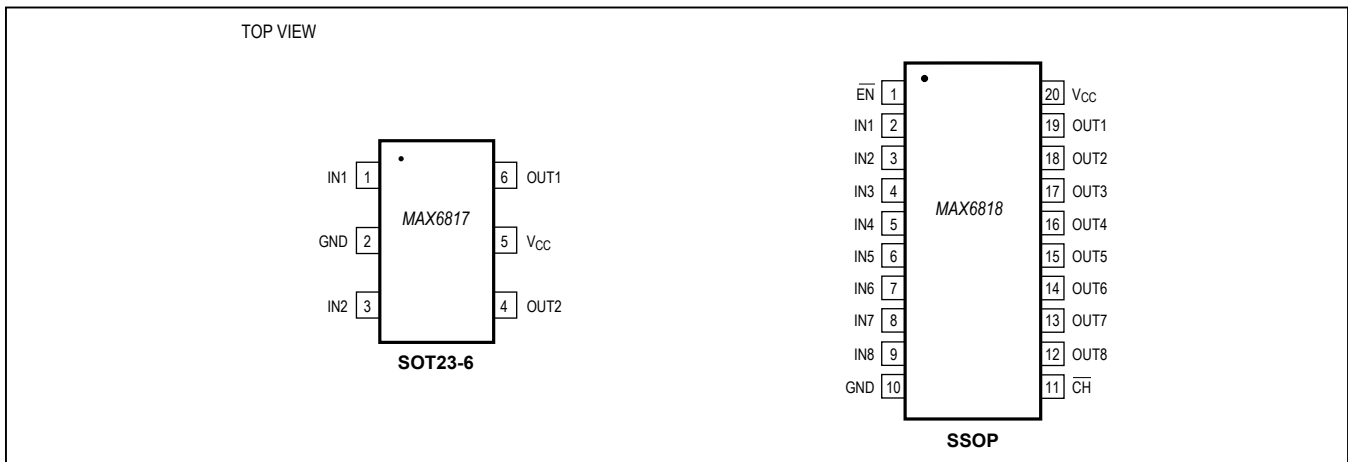 TOP VIEW
IN1 1
GND 2
IN2 3
MAX6817
6 OUT1
5 VCC
4 OUT2
SOT23-6
E̅N̅ 1
IN1 2
IN2 3
IN3 4
IN4 5
IN5 6
IN6 7
IN7 8
IN8 9
GND 10
MAX6818
20 VCC
19 OUT1
18 OUT2
17 OUT3
16 OUT4
15 OUT5
14 OUT6
13 OUT7
12 OUT8
11 C̅H̅
SSOP